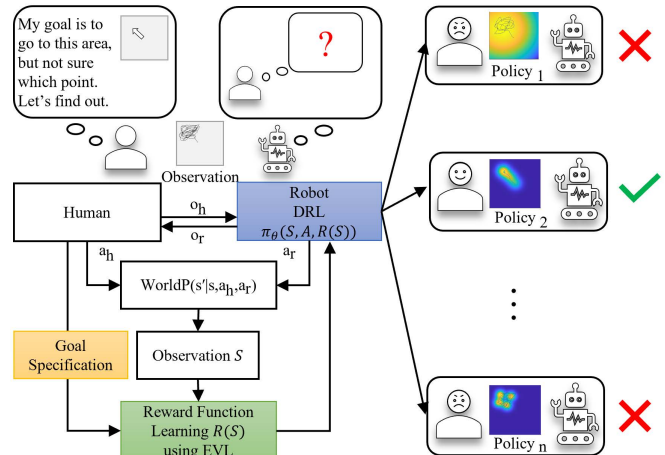 My goal is to
go to this area,
but not sure
which point.
Let's find out.
?
Observation
Human
o_h
o_r
Robot
DRL
π_θ(S, A, R(S))
a_h
a_r
WorldP(s'|s,a_h,a_r)
Goal
Specification
Observation S
Reward Function
Learning R(S)
using EVL
Policy 1
Policy 2
⋮
Policy n